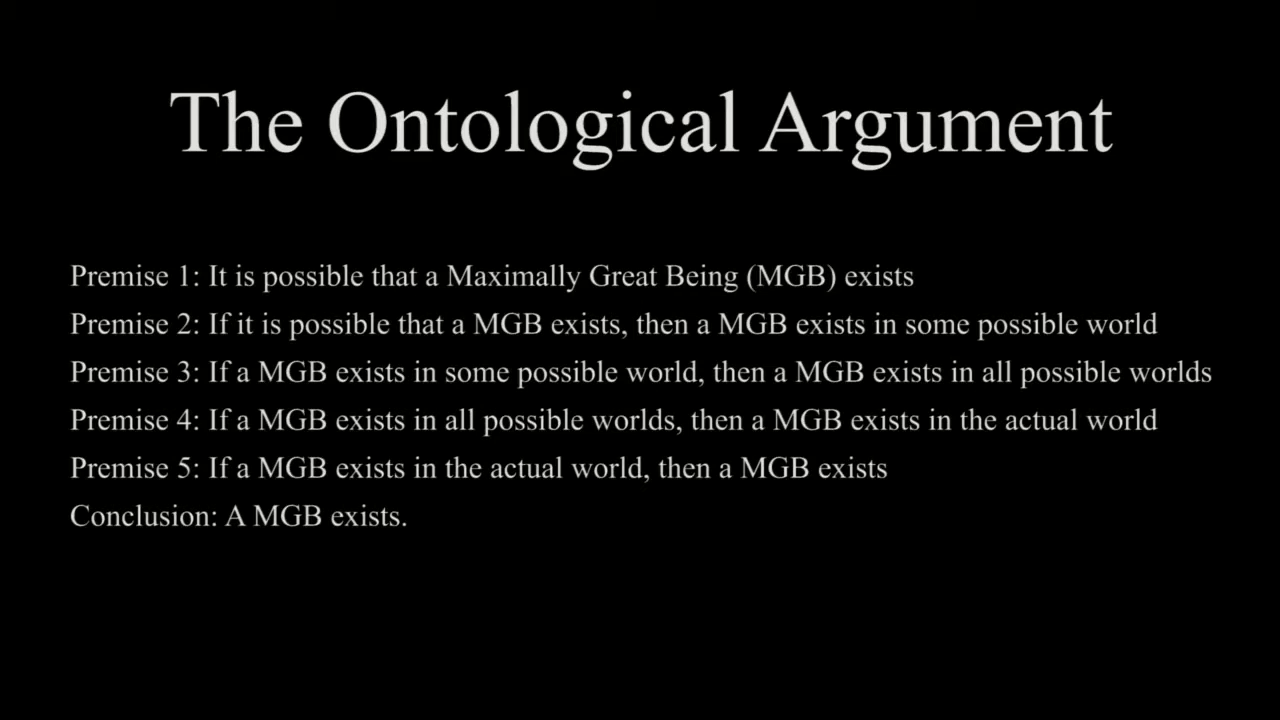 The Ontological Argument
Premise 1: It is possible that a Maximally Great Being (MGB) exists
Premise 2: If it is possible that a MGB exists, then a MGB exists in some possible world
Premise 3: If a MGB exists in some possible world, then a MGB exists in all possible worlds
Premise 4: If a MGB exists in all possible worlds, then a MGB exists in the actual world
Premise 5: If a MGB exists in the actual world, then a MGB exists
Conclusion: A MGB exists.